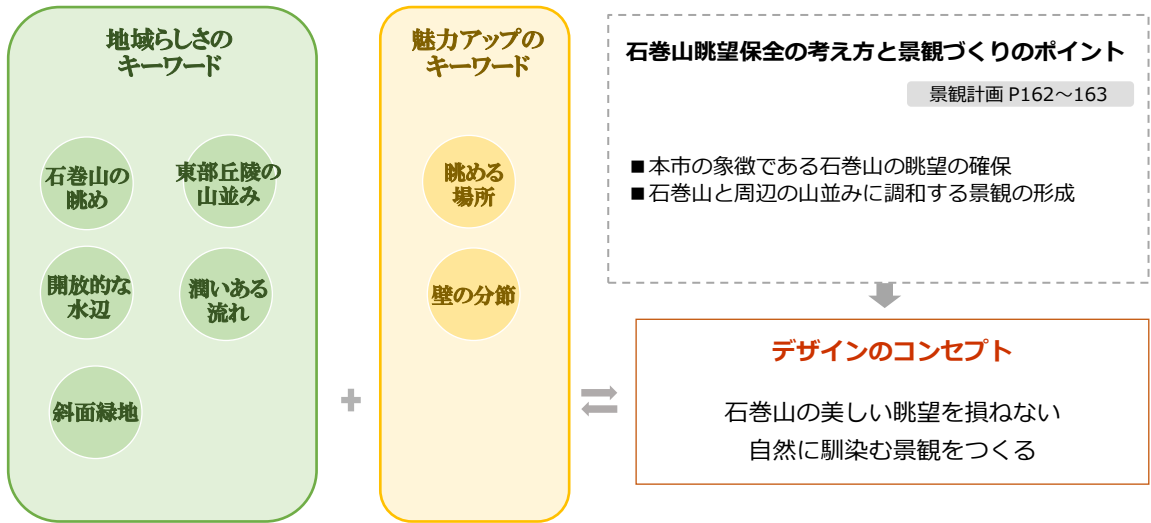 地域らしさの
キーワード
石巻山の
眺め
東部丘陵の
山並み
開放的な
水辺
潤いある
流れ
斜面緑地
+
魅力アップの
キーワード
眺める
場所
壁の分節
石巻山眺望保全の考え方と景観づくりのポイント
景観計画 P162～163
■本市の象徴である石巻山の眺望の確保
■石巻山と周辺の山並みに調和する景観の形成
デザインのコンセプト
石巻山の美しい眺望を損ねない
自然に馴染む景観をつくる